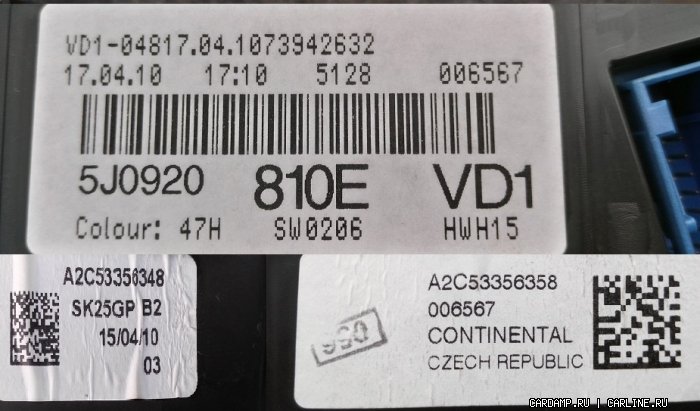 VD1-04817.04.1073942632
17.04.10 17:10 5128 006567
5J0920 810E VD1
Colour: 47H SW0206 HWH15
A2C53356348
SK25GP B2
15/04/10
03
A2C53356358
006567
CONTINENTAL
CZECH REPUBLIC
CARDAMP.RU | CARLINE.RU